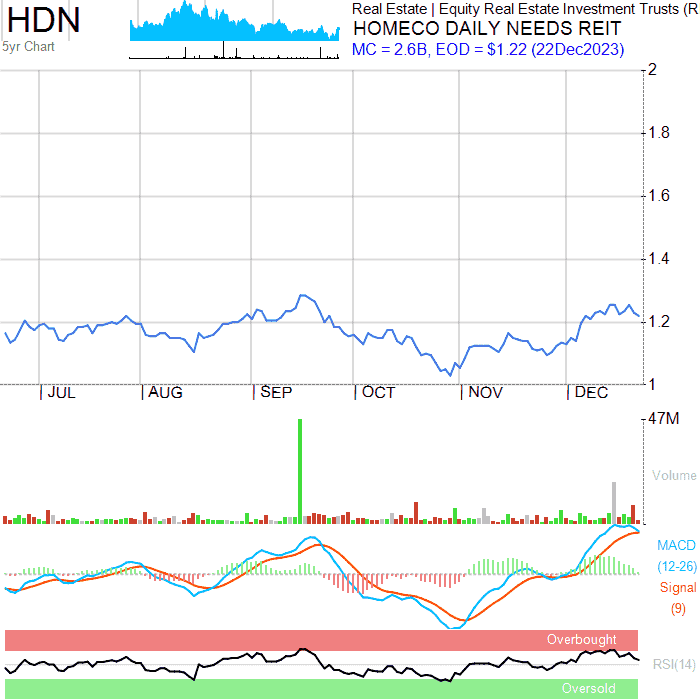 HDN
5yr Chart
Real Estate | Equity Real Estate Investment Trusts (R
HOMECO DAILY NEEDS REIT
MC = 2.6B, EOD = $1.22 (22Dec2023)
2
1.8
1.6
1.4
1.2
1
JUL AUG SEP OCT NOV DEC
47M
Volume
MACD
(12-26)
Signal
(9)
Overbought
RSI(14)
Oversold